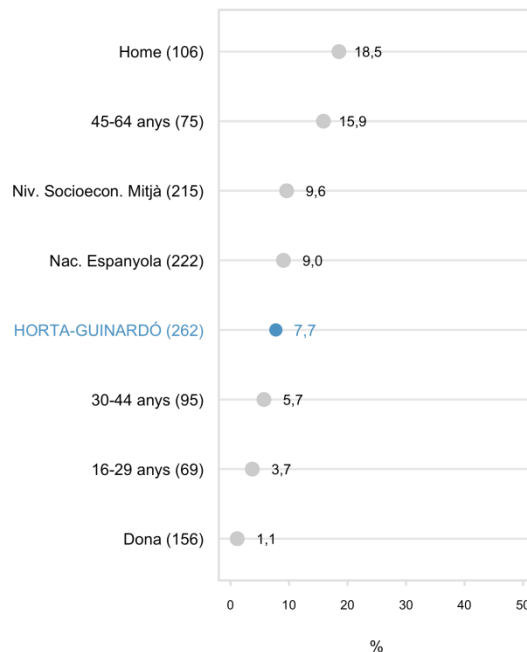 Home (106) 18,5
45-64 anys (75) 15,9
Niv. Socioecon. Mitjà (215) 9,6
Nac. Espanyola (222) 9,0
HORTA-GUINARDÓ (262) 7,7
30-44 anys (95) 5,7
16-29 anys (69) 3,7
Dona (156) 1,1
0 10 20 30 40 50
%